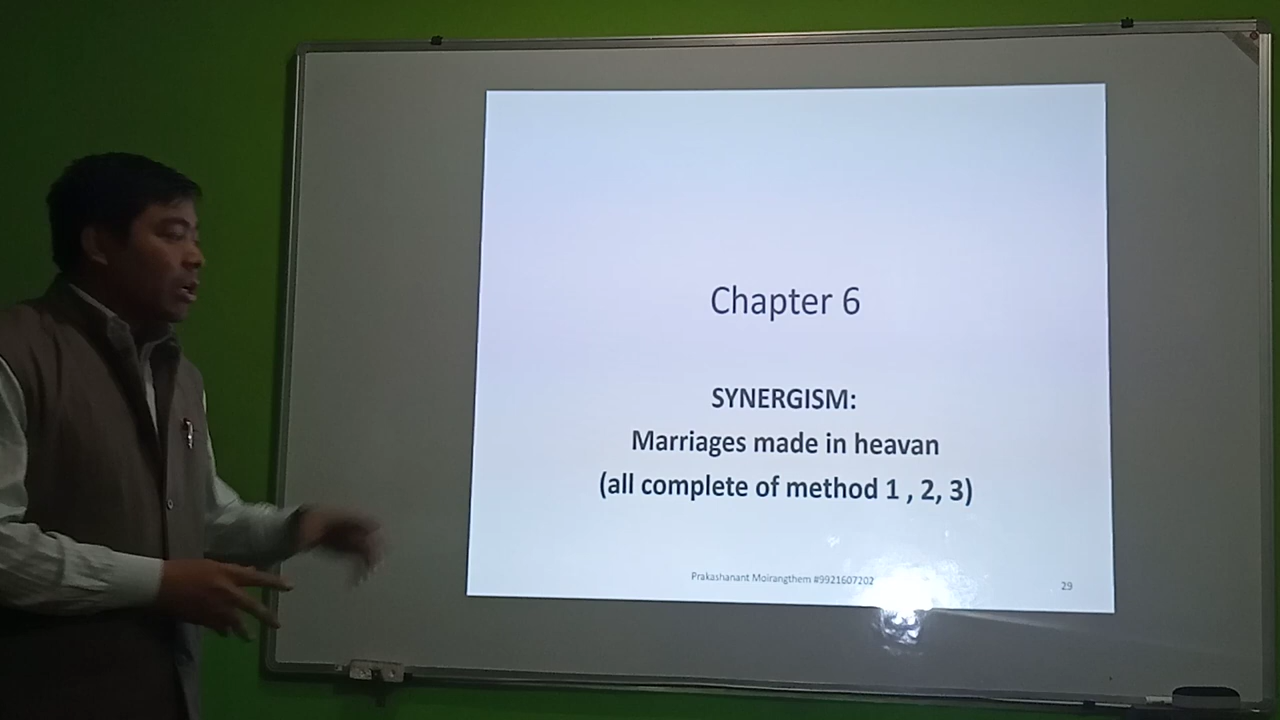 Chapter 6
SYNERGISM:
Marriages made in heavan
(all complete of method 1 , 2, 3)
Prakashanant Moirangthem #9921607202
29